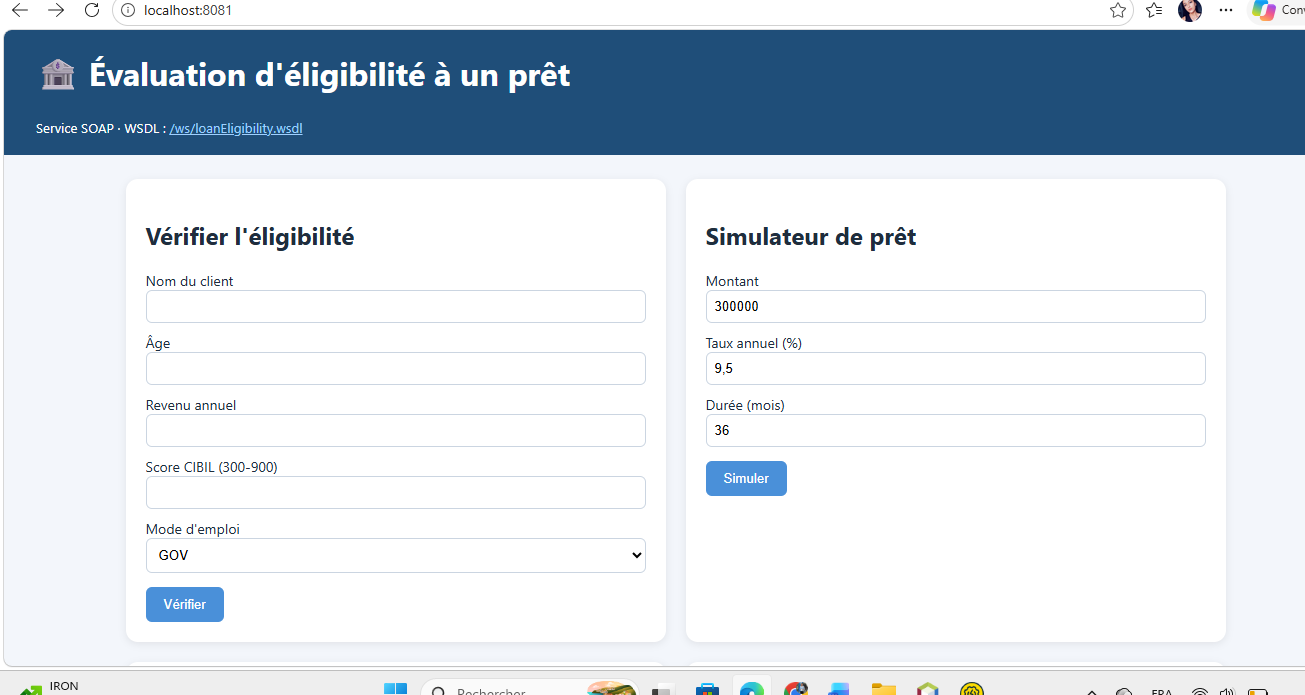 localhost:8081
Évaluation d'éligibilité à un prêt
Service SOAP · WSDL : /ws/loanEligibility.wsdl
Vérifier l'éligibilité
Nom du client
Âge
Revenu annuel
Score CIBIL (300-900)
Mode d'emploi
GOV
Vérifier
Simulateur de prêt
Montant
300000
Taux annuel (%)
9,5
Durée (mois)
36
Simuler
IRON
Rechercher
FRA